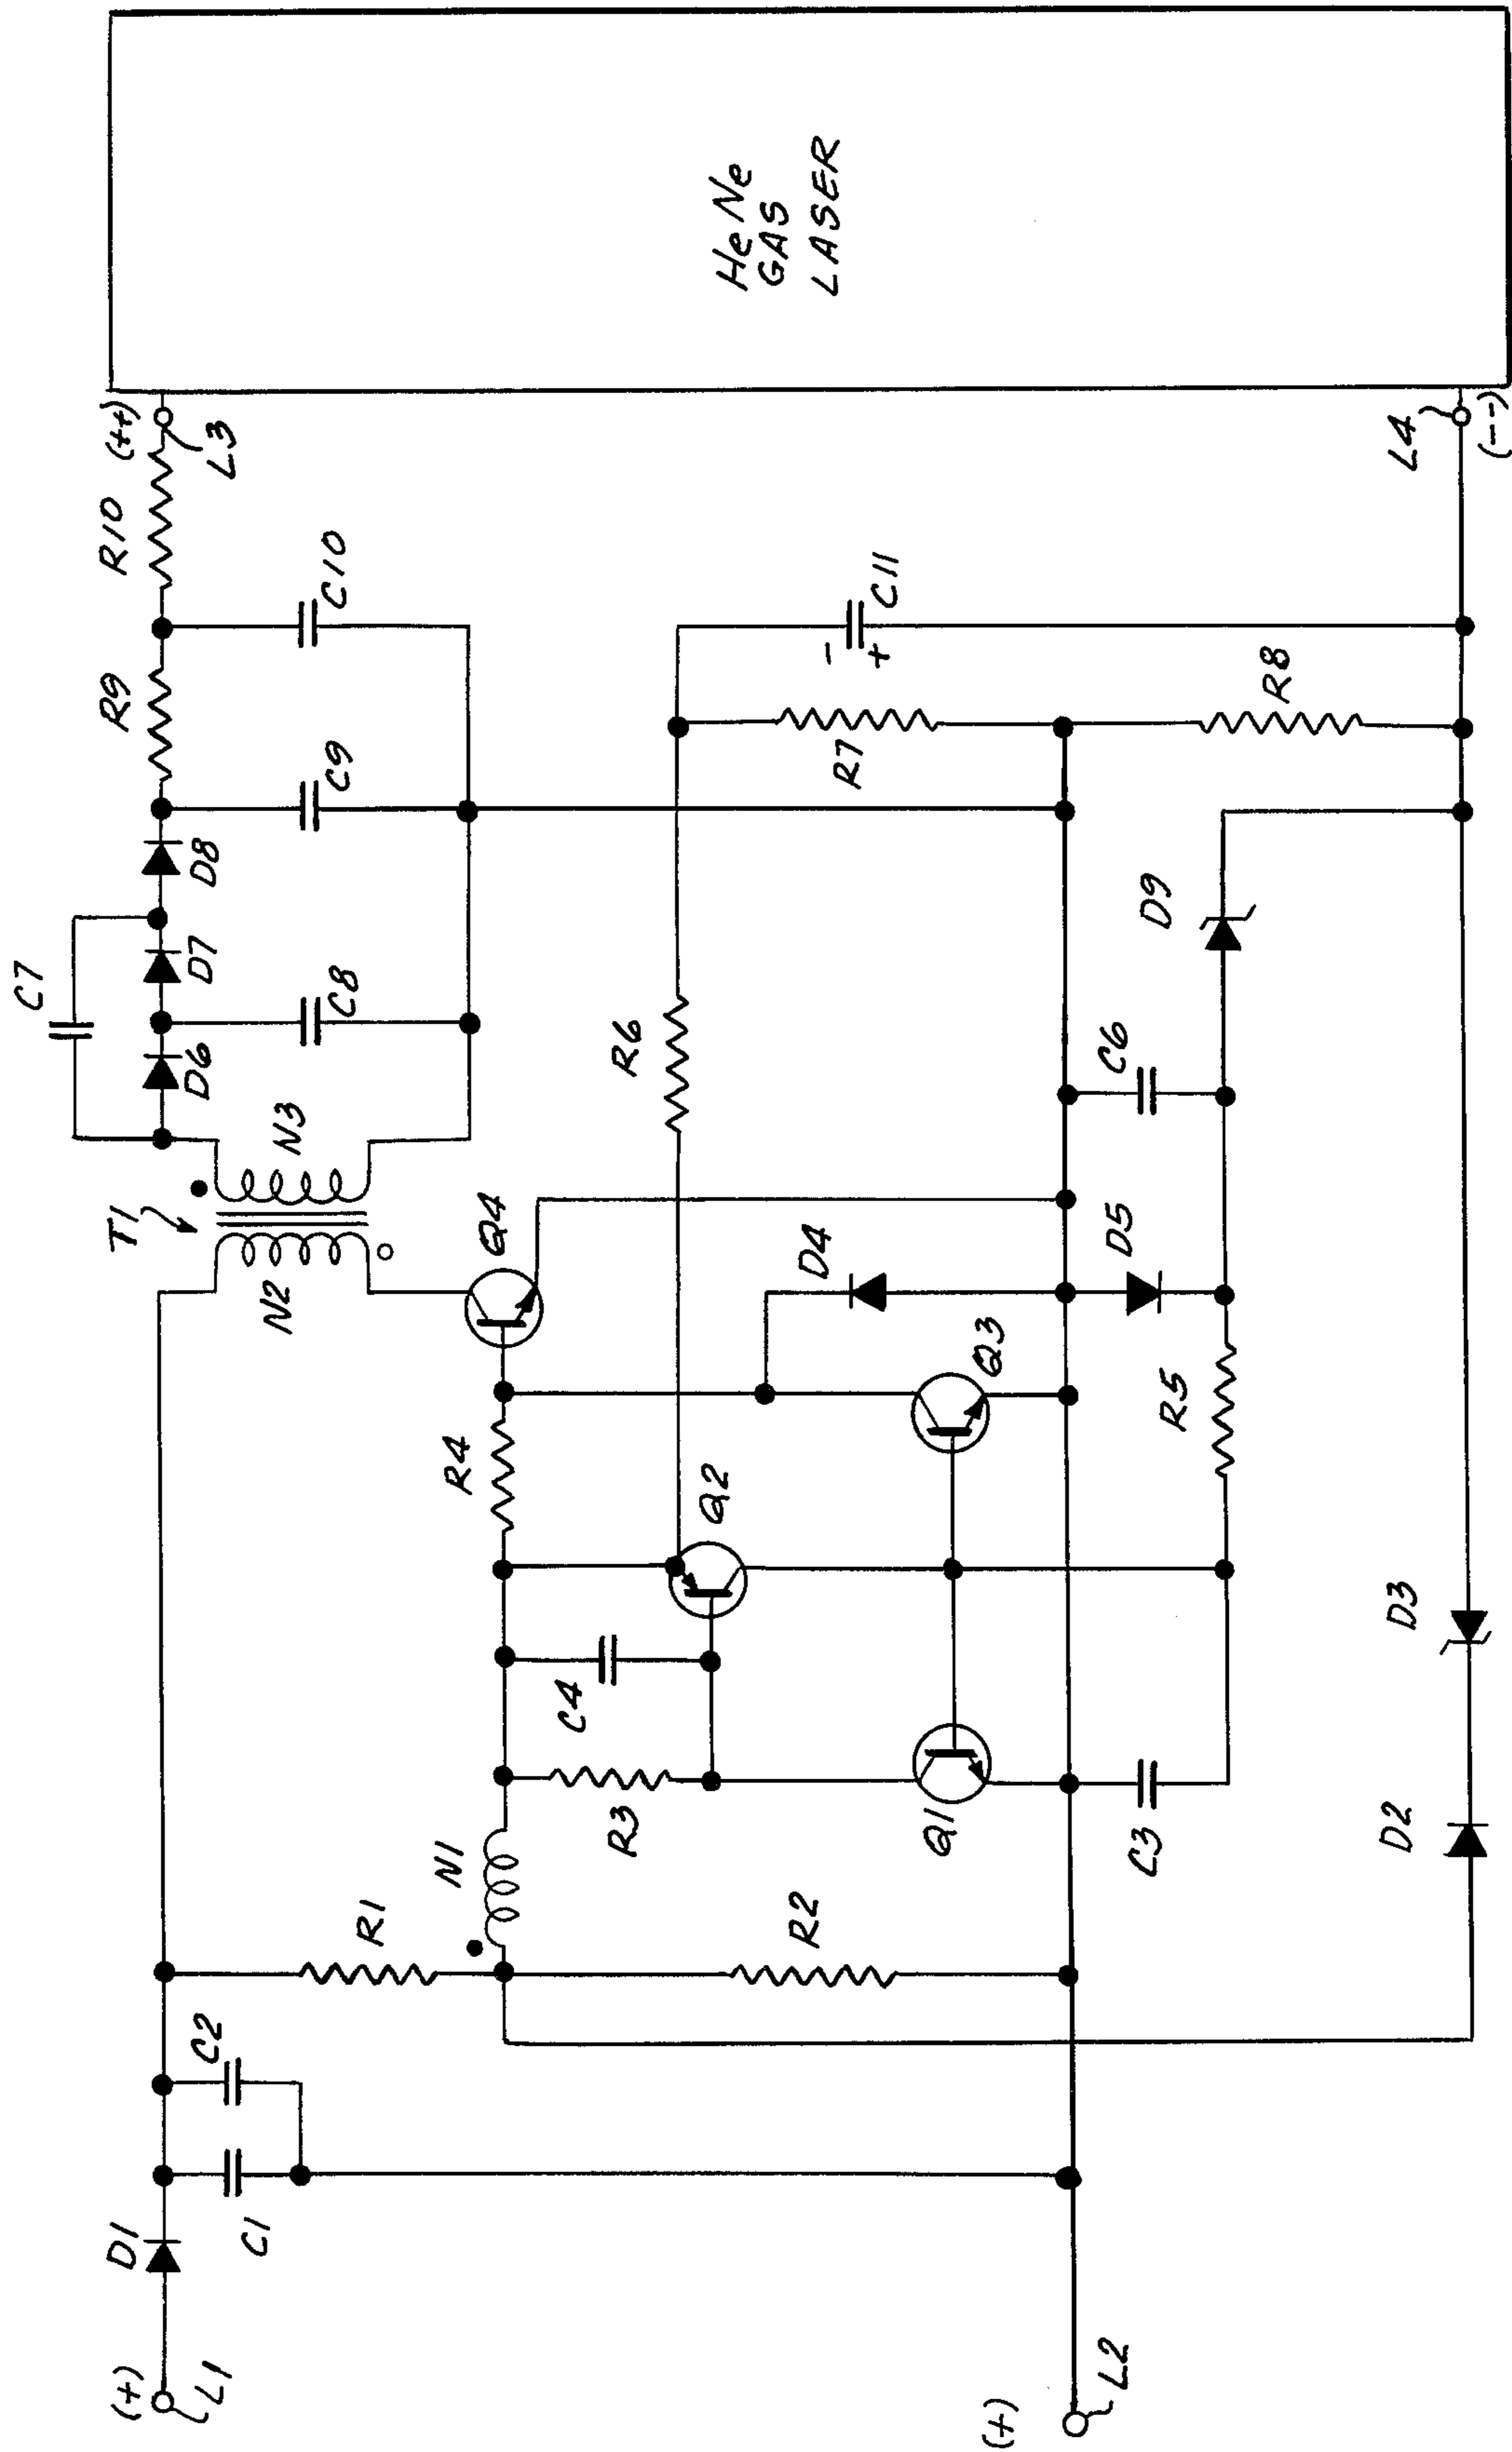 (+)
L1
D1
C1
C2
R1
N1
R2
R3
C4
Q1
C3
D2
D3
R4
Q2
Q3
R5
D4
D5
Q4
T1
N2
N3
D6
C7
D7
C8
D8
R6
C6
D9
C9
R9
R7
C10
R8
C11
-
+
R10
(++)
L3
L4
(--)
(+)
L2
He Ne
GAS
LASER